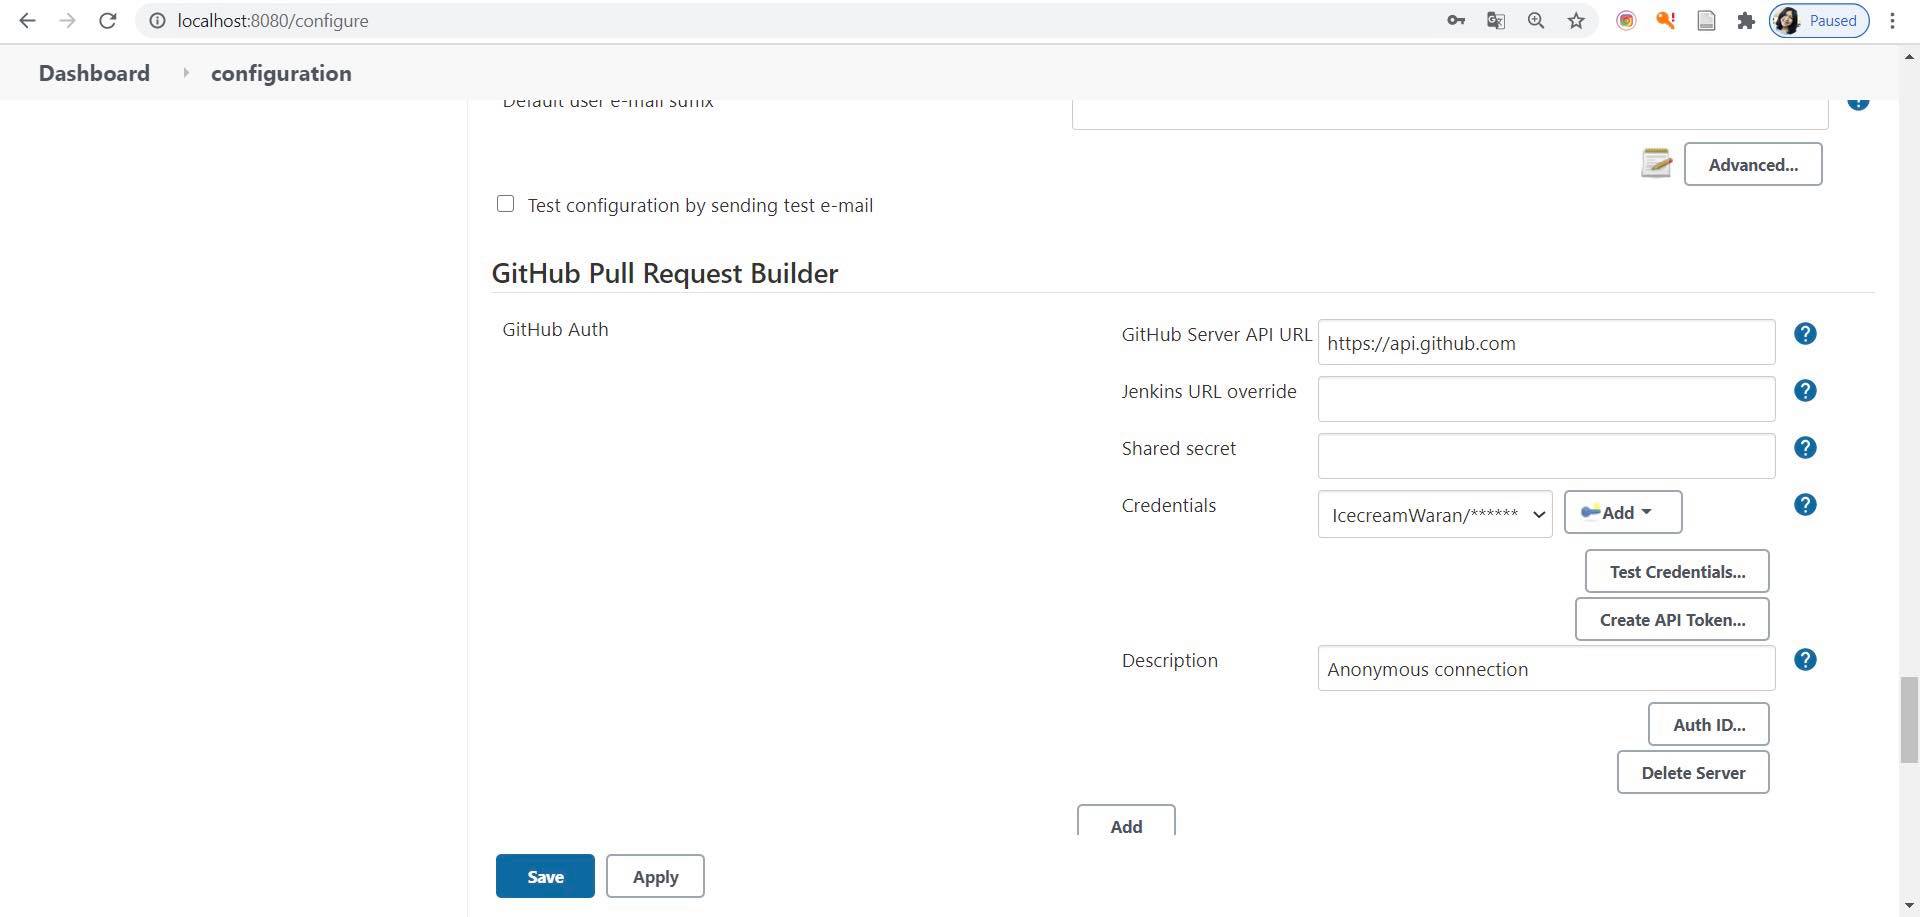 localhost:8080/configure
Paused
Dashboard
configuration
Default user e-mail suffix
Advanced...
Test configuration by sending test e-mail
GitHub Pull Request Builder
GitHub Auth
GitHub Server API URL
https://api.github.com
?
Jenkins URL override
?
Shared secret
?
Credentials
IcecreamWaran/******
Add
?
Test Credentials...
Create API Token...
Description
Anonymous connection
?
Auth ID...
Delete Server
Add
Save
Apply